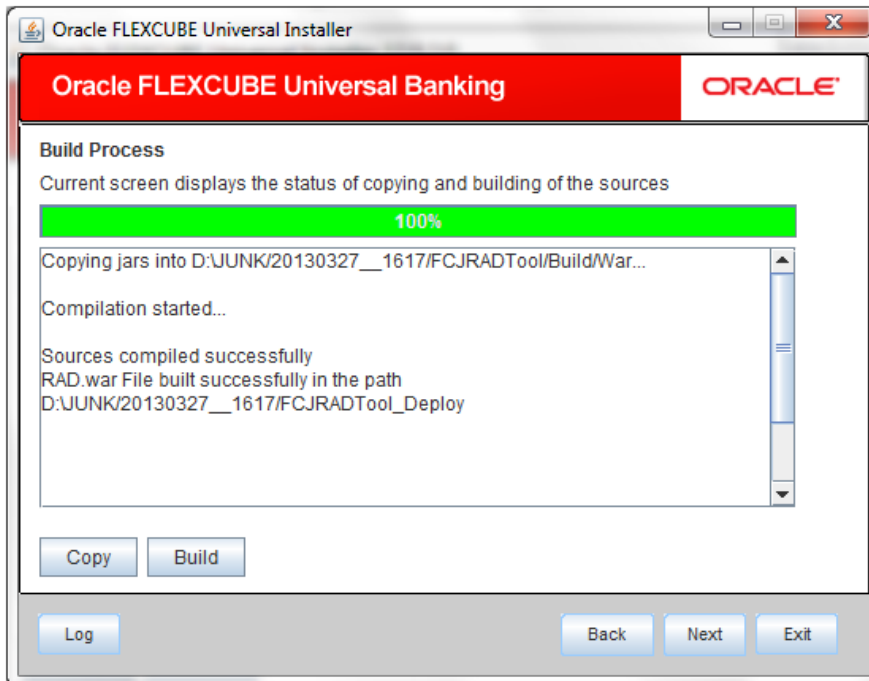 Oracle FLEXCUBE Universal Installer
Oracle FLEXCUBE Universal Banking
ORACLE®
Build Process
Current screen displays the status of copying and building of the sources
100%
Copying jars into D:\JUNK/20130327__1617/FCJRADTool/Build/War...
Compilation started...
Sources compiled successfully
RAD.war File built successfully in the path
D:\JUNK/20130327__1617/FCJRADTool_Deploy
Copy Build
Log Back Next Exit